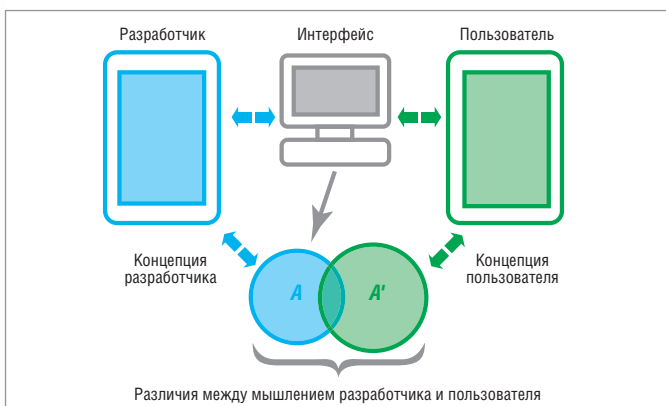 Разработчик
Интерфейс
Пользователь
Концепция
разработчика
A
A'
Концепция
пользователя
Различия между мышлением разработчика и пользователя